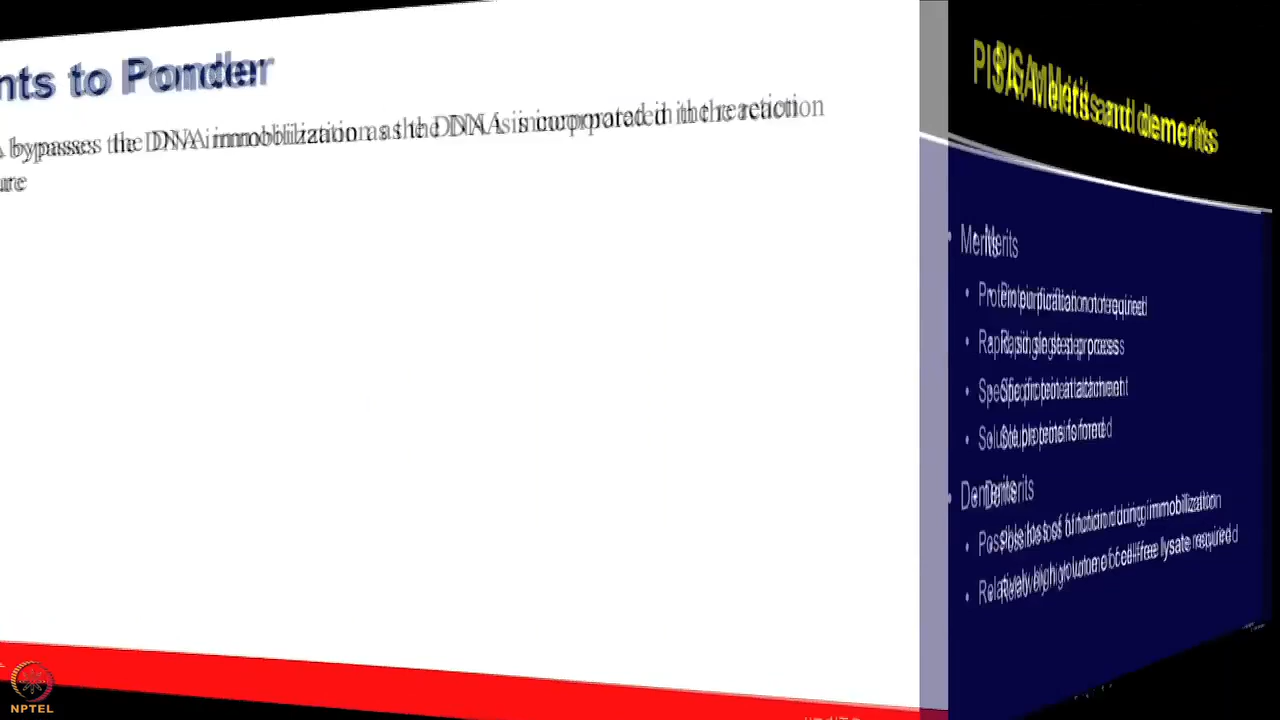 nts to Ponder
bypasses the DNA immobilization as the DNA is incorporated in the reaction
ure
PISA: Merits and demerits
• Merits
• Protein purification not required
• Rapid, single step process
• Specific protein attachment
• Soluble protein is formed
• Demerits
• Possible loss of function during immobilization
• Relatively high volume of cell-free lysate required
NPTEL